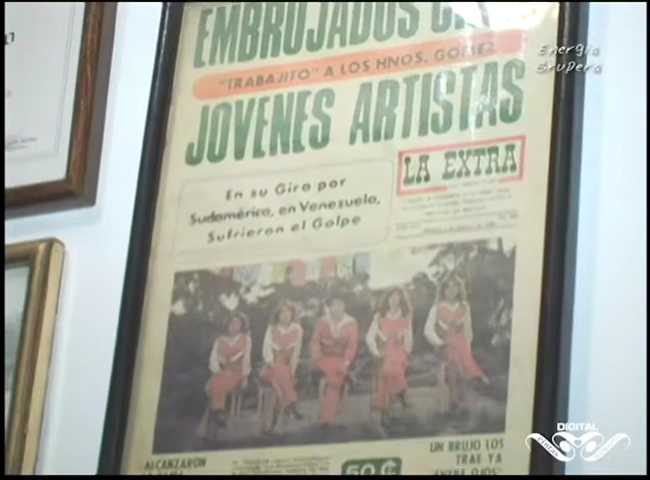 EMBRUJADOS
"TRABAJITO" A LOS HNOS. GOMEZ
JOVENES ARTISTAS
LA EXTRA
En su Gira por
Sudamérica, en Venezuela,
Sufrieron el Golpe
ALCANZARON
UN BRUJO LOS
TRAE YA
"ENTRE OJOS"
50 ¢
Energia
Grupera
DIGITAL